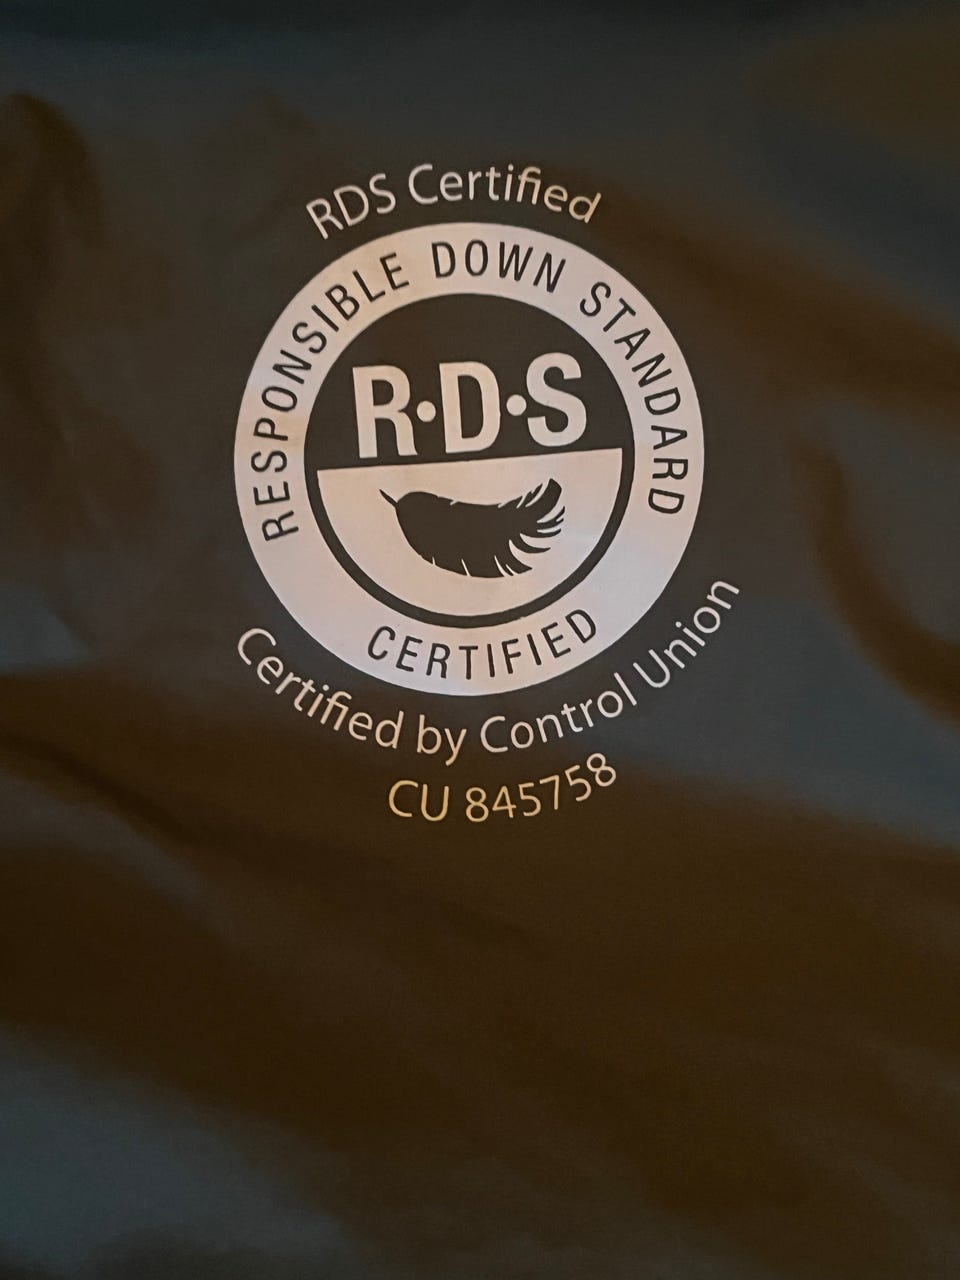 RDS Certified
RESPONSIBLE DOWN STANDARD
R·D·S
CERTIFIED
Certified by Control Union
CU 845758